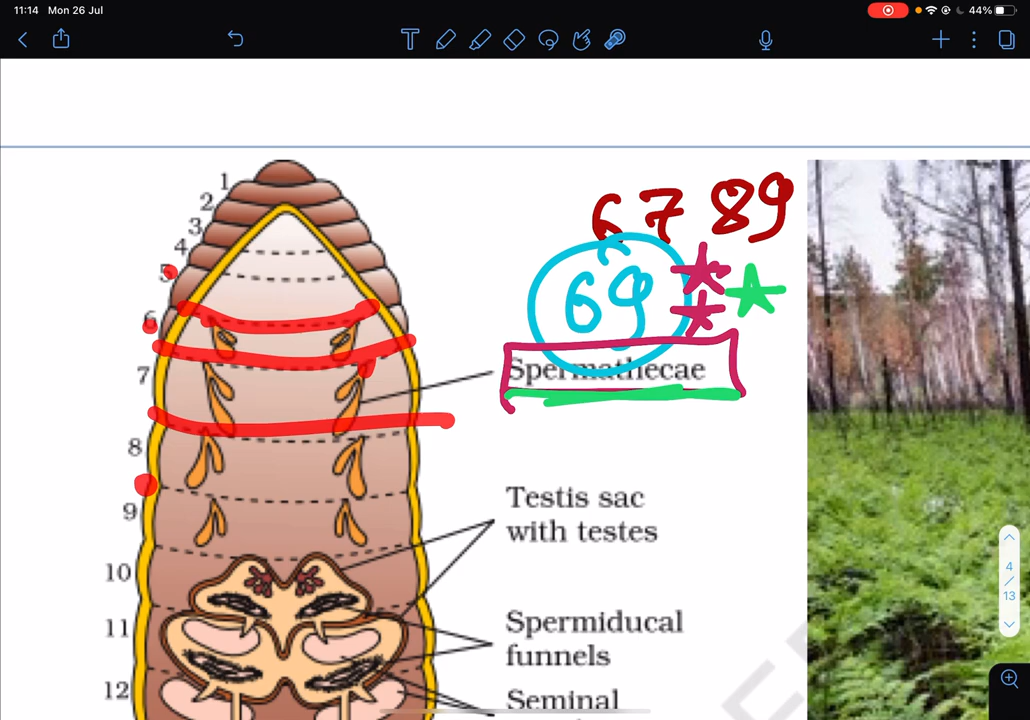 11:14 Mon 26 Jul
44%
T
1
2
3
4
5
6
7
8
9
10
11
12
6 7 8 9
69
Spermathecae
Testis sac
with testes
Spermiducal
funnels
Seminal
4
/
13